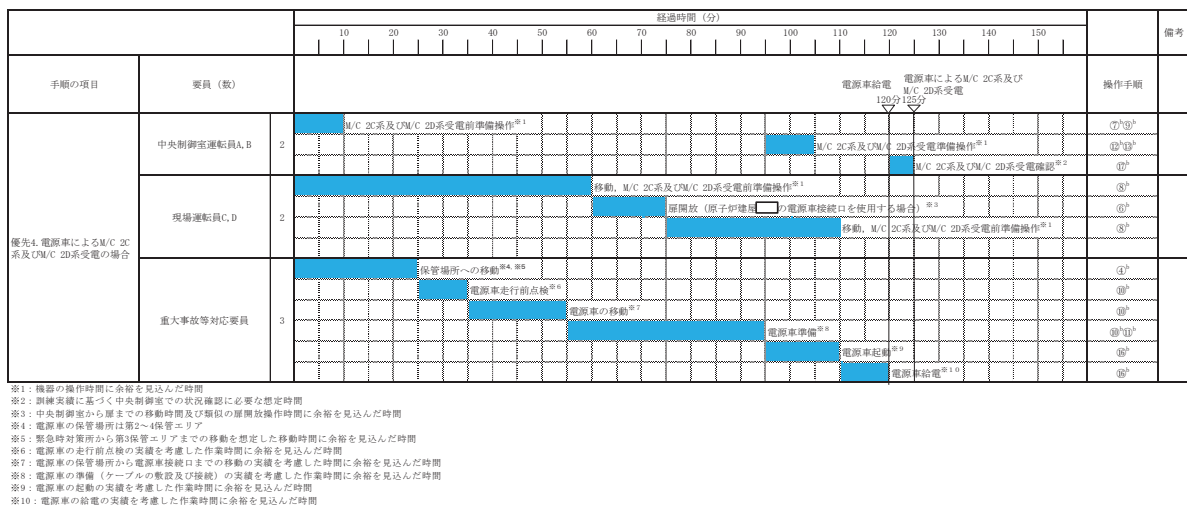 経過時間（分）
備考
10 20 30 40 50 60 70 80 90 100 110 120 130 140 150
手順の項目
要員（数）
操作手順
電源車給電
120分
電源車によるM/C 2C系及び
M/C 2D系受電
125分
優先4.電源車によるM/C 2C
系及びM/C 2D系受電の場合
中央制御室運転員A,B
2
M/C 2C系及びM/C 2D系受電前準備操作※1
⑦ᵇ⑨ᵇ
M/C 2C系及びM/C 2D系受電準備操作※1
⑫ᵇ⑬ᵇ
M/C 2C系及びM/C 2D系受電確認※2
⑰ᵇ
現場運転員C,D
2
移動，M/C 2C系及びM/C 2D系受電前準備操作※1
⑧ᵇ
扉開放（原子炉建屋 の電源車接続口を使用する場合）※3
⑥ᵇ
移動，M/C 2C系及びM/C 2D系受電前準備操作※1
⑧ᵇ
重大事故等対応要員
3
保管場所への移動※4，※5
④ᵇ
電源車走行前点検※6
⑩ᵇ
電源車の移動※7
⑩ᵇ
電源車準備※8
⑩ᵇ⑪ᵇ
電源車起動※9
⑯ᵇ
電源車給電※10
⑯ᵇ
※1：機器の操作時間に余裕を見込んだ時間
※2：訓練実績に基づく中央制御室での状況確認に必要な想定時間
※3：中央制御室から扉までの移動時間及び類似の扉開放操作時間に余裕を見込んだ時間
※4：電源車の保管場所は第2～4保管エリア
※5：緊急時対策所から第3保管エリアまでの移動を想定した移動時間に余裕を見込んだ時間
※6：電源車の走行前点検の実績を考慮した作業時間に余裕を見込んだ時間
※7：電源車の保管場所から電源車接続口までの移動の実績を考慮した時間に余裕を見込んだ時間
※8：電源車の準備（ケーブルの敷設及び接続）の実績を考慮した作業時間に余裕を見込んだ時間
※9：電源車の起動の実績を考慮した作業時間に余裕を見込んだ時間
※10：電源車の給電の実績を考慮した作業時間に余裕を見込んだ時間